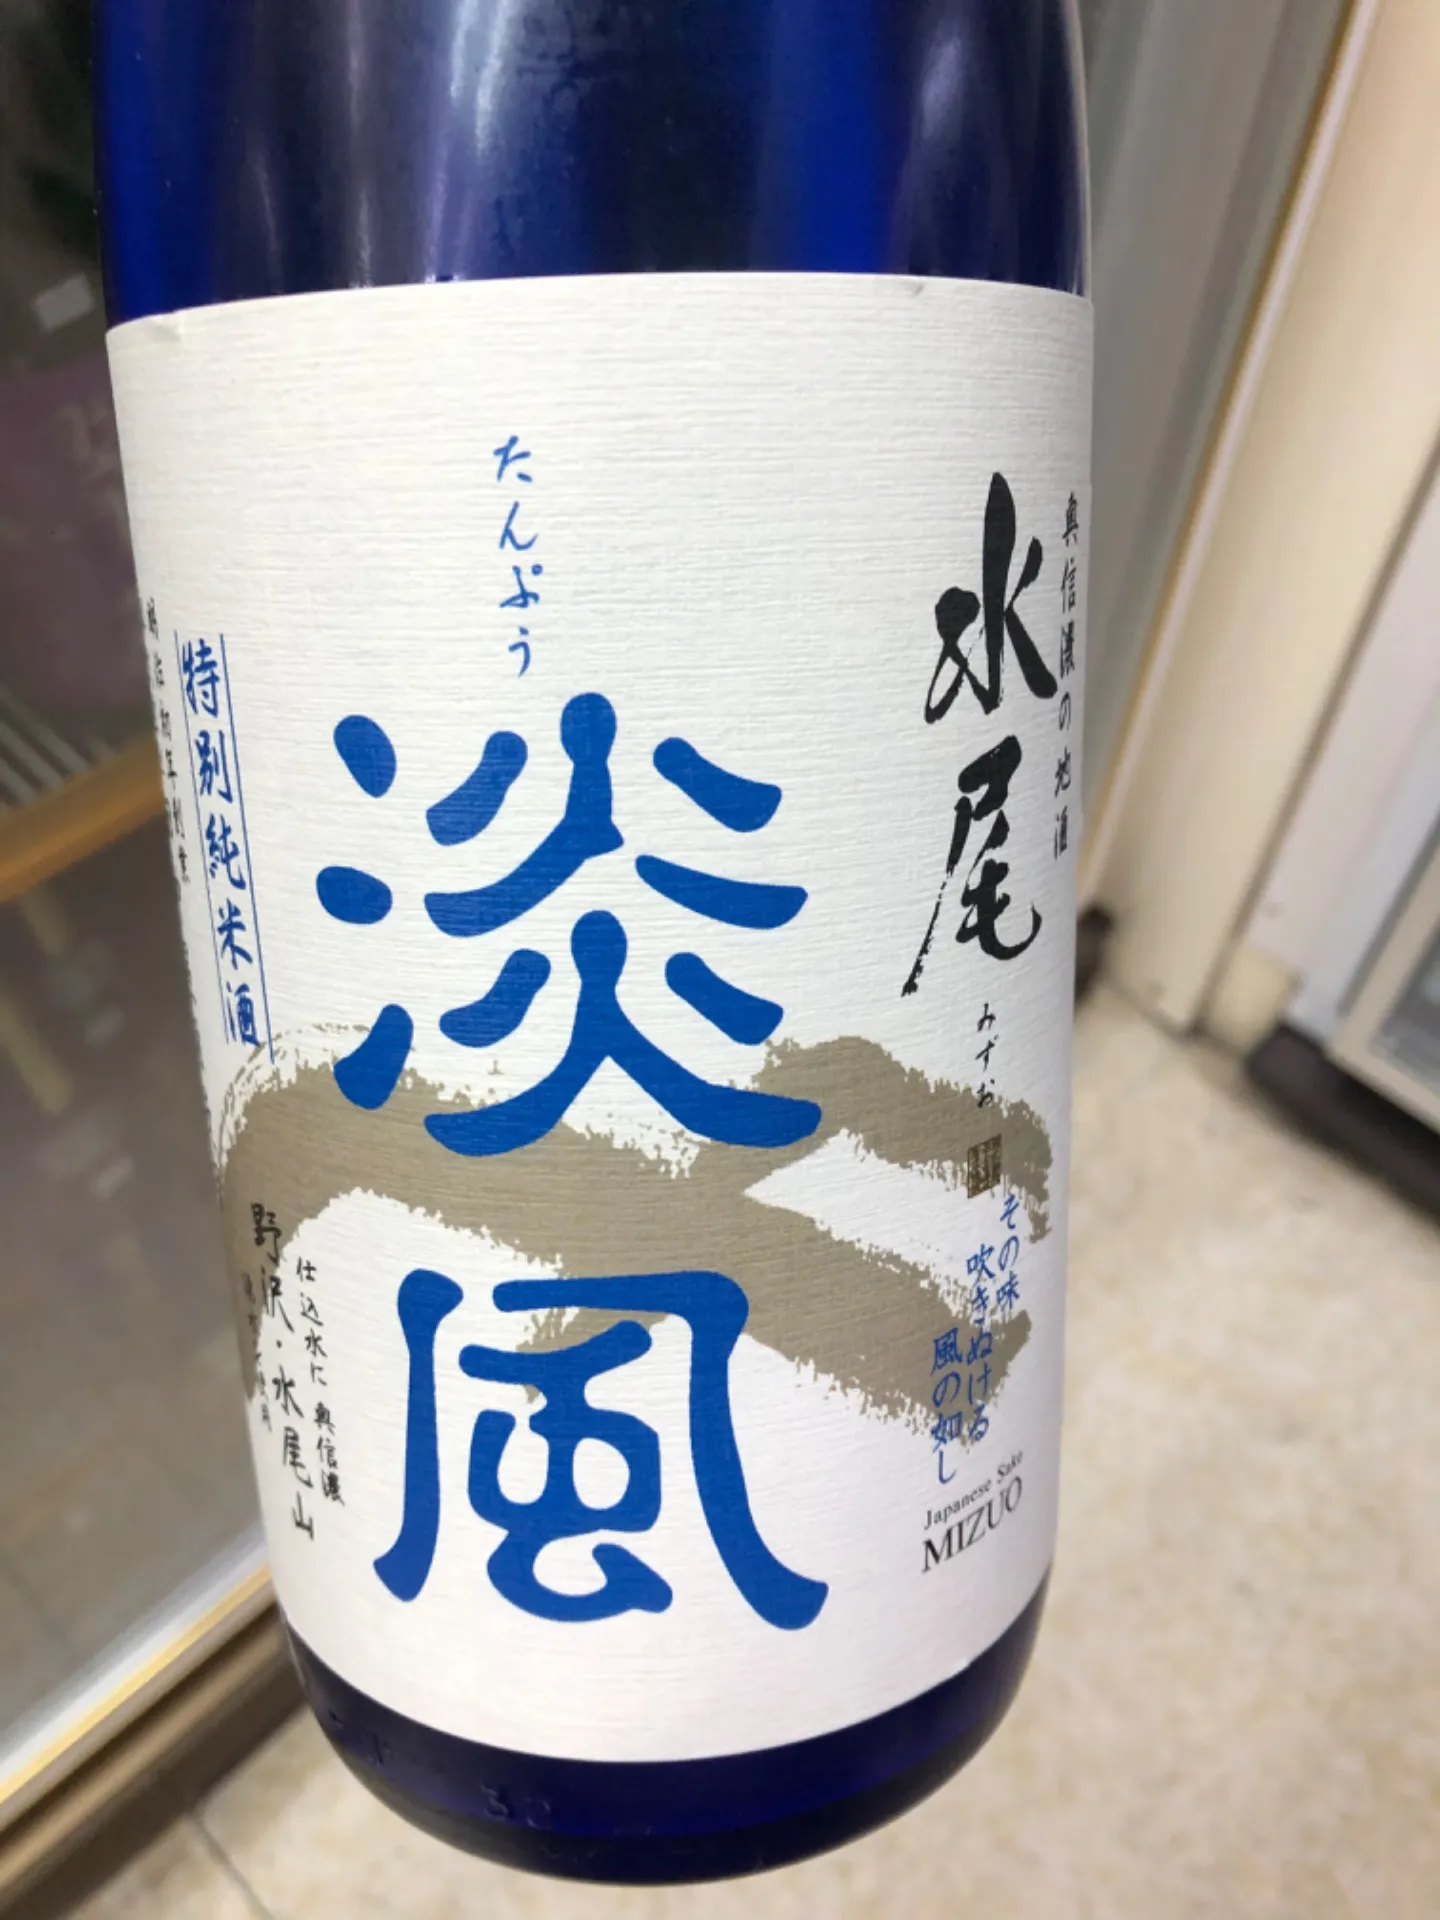 奥信濃の地酒
水尾
みずお
その味
吹きぬける
風の如し
Japanese Sake
MIZUO
たんぷう
淡風
特別純米酒
仕込水に奥信濃
野沢・水尾山
30